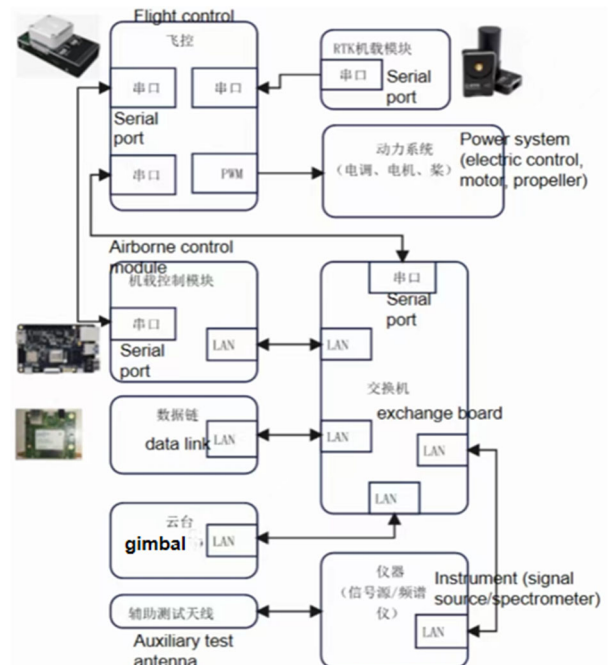 Flight control
飞控
串口
串口
Serial
port
串口
PWM
RTK机载模块
串口
Serial
port
动力系统
（电调、电机、桨）
Power system
(electric control,
motor, propeller)
Airborne control
module
机载控制模块
串口
Serial
port
LAN
串口
Serial
port
LAN
交换机
exchange board
LAN
LAN
LAN
数据链
data link
LAN
云台
gimbal
LAN
仪器
（信号源/频谱
仪）
Instrument (signal
source/spectrometer)
LAN
辅助测试天线
Auxiliary test
antenna